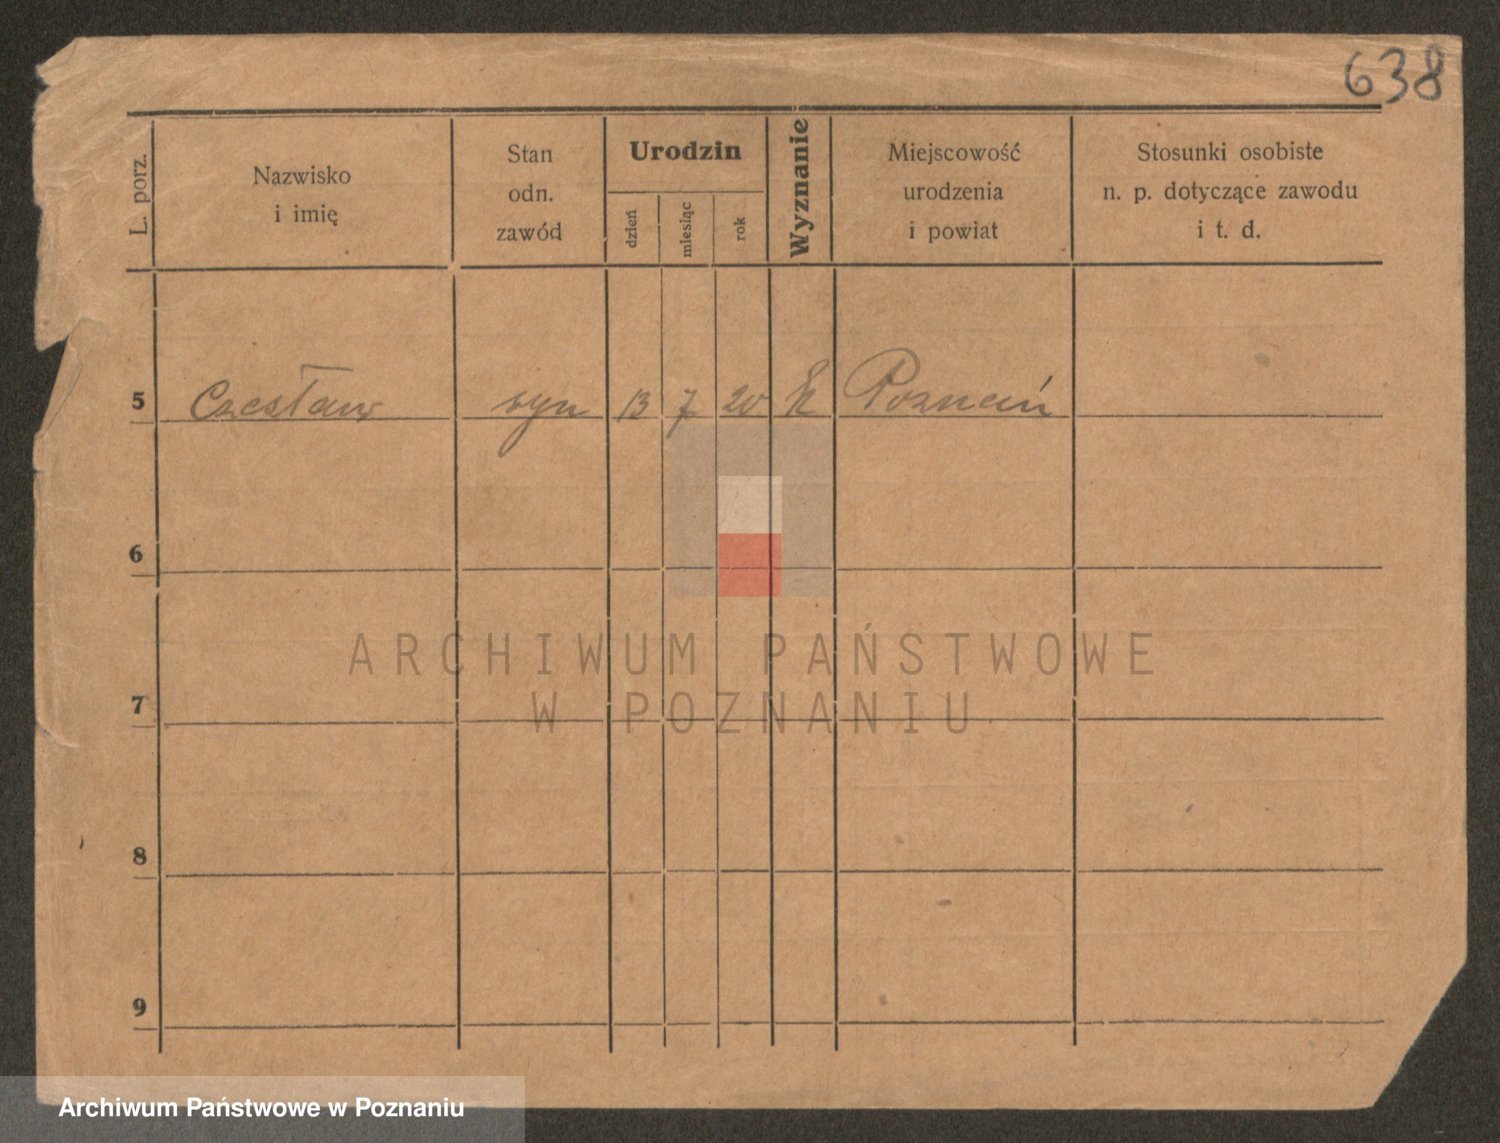 638
L. porz.
Nazwisko
i imię
Stan
odn.
zawód
Urodzin
dzień
miesiąc
rok
Wyznanie
Miejscowość
urodzenia
i powiat
Stosunki osobiste
n. p. dotyczące zawodu
i t. d.
5 Czesław syn 13 7 20 k Poznań
6
7
8
9
ARCHIWUM PAŃSTWOWE
W POZNANIU
Archiwum Państwowe w Poznaniu